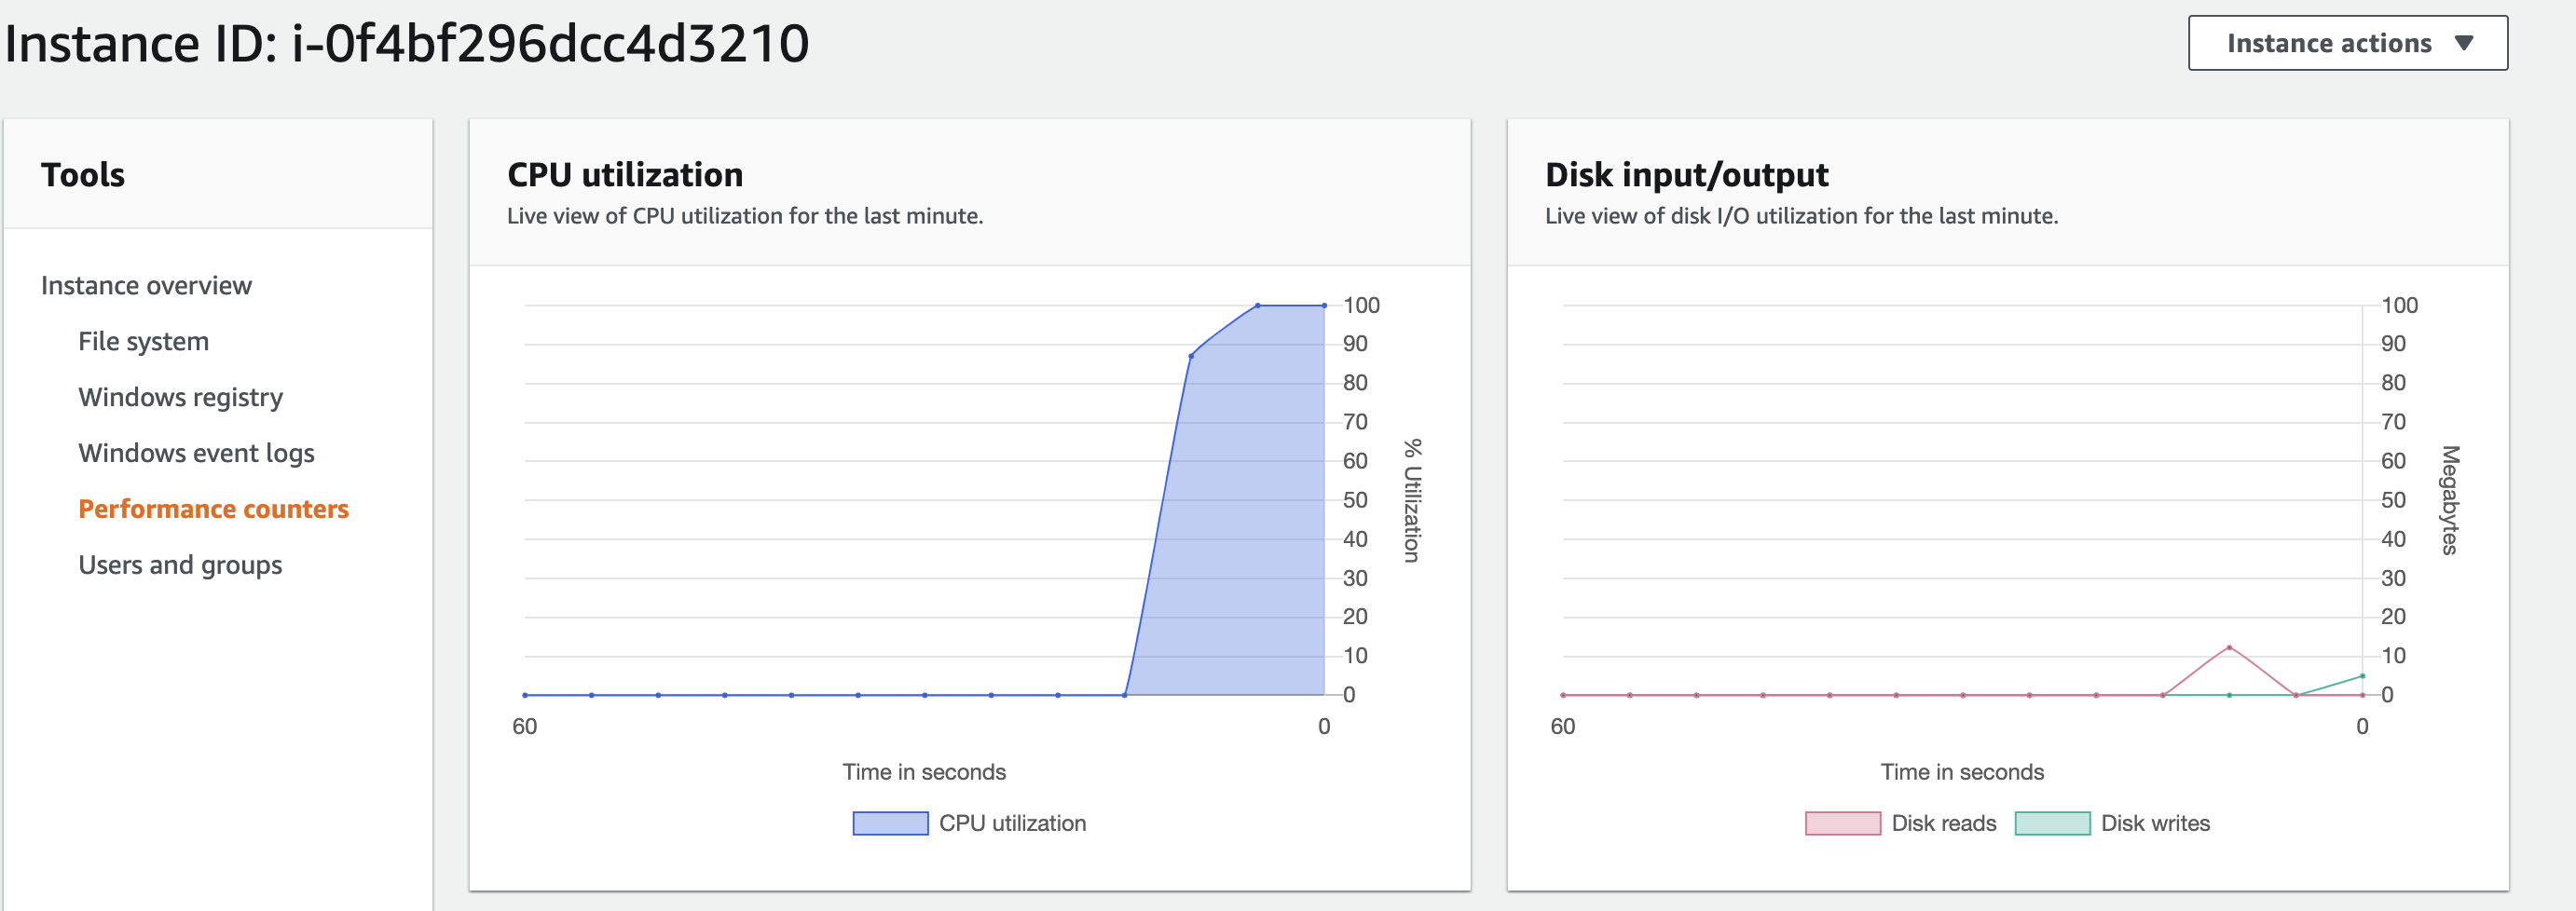 Instance ID: i-0f4bf296dcc4d3210
Instance actions
Tools
Instance overview
File system
Windows registry
Windows event logs
Performance counters
Users and groups
CPU utilization
Live view of CPU utilization for the last minute.
100
90
80
70
60
50
40
30
20
10
0
% Utilization
60
0
Time in seconds
CPU utilization
Disk input/output
Live view of disk I/O utilization for the last minute.
100
90
80
70
60
50
40
30
20
10
0
Megabytes
60
0
Time in seconds
Disk reads
Disk writes